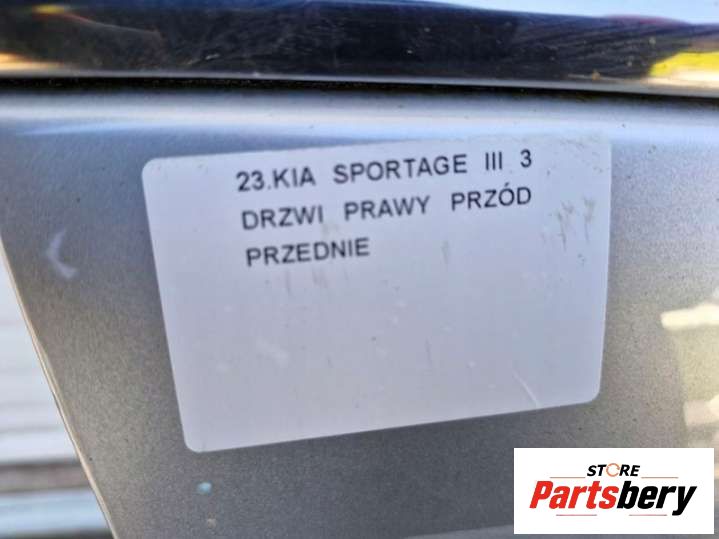 23.KIA SPORTAGE III 3
DRZWI PRAWY PRZÓD
PRZEDNIE
STORE
Partsbery